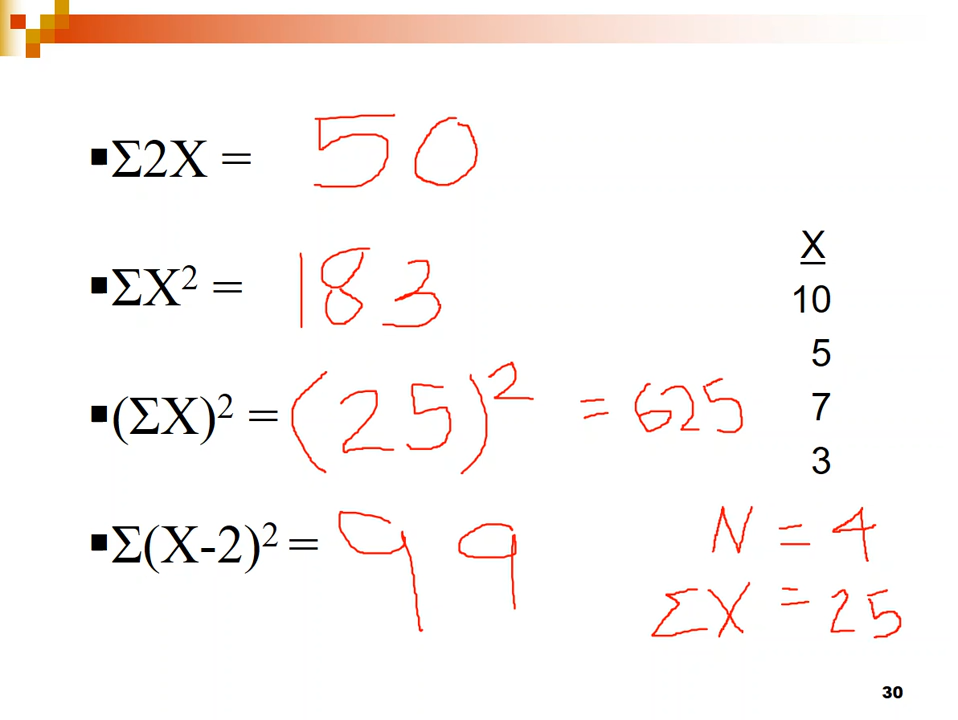 ▪Σ2X = 50
▪ΣX² = 183
▪(ΣX)² = (25)² = 625
▪Σ(X-2)² = 99
X
10
5
7
3
N = 4
ΣX = 25
30